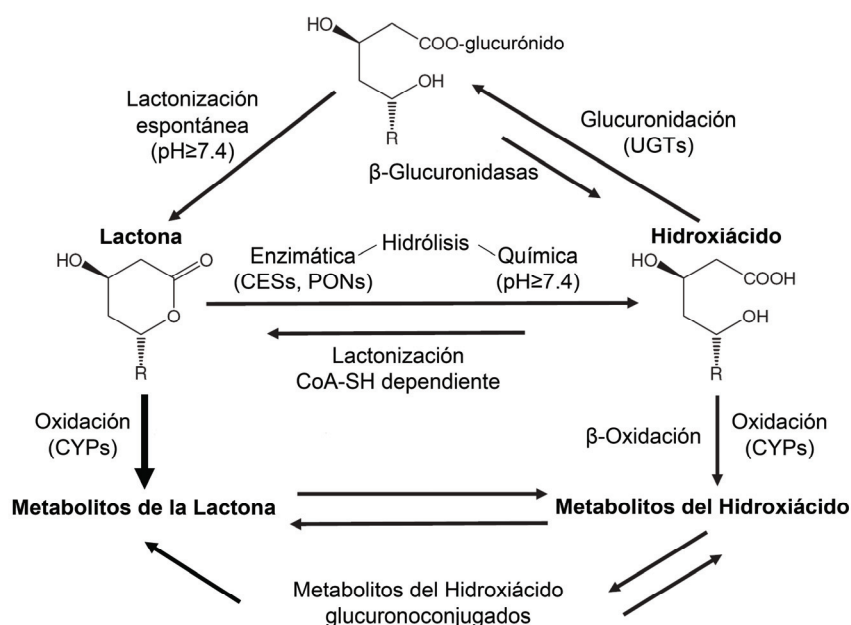 HO
COO-glucurónido
OH
R
Lactonización
espontánea
(pH≥7.4)
Glucuronidación
(UGTs)
β-Glucuronidasas
Lactona
Hidroxiácido
Enzimática
Hidrólisis
Química
(CESs, PONs)
(pH≥7.4)
HO
O
O
R
HO
COOH
OH
R
Lactonización
CoA-SH dependiente
Oxidación
(CYPs)
β-Oxidación
Oxidación
(CYPs)
Metabolitos de la Lactona
Metabolitos del Hidroxiácido
Metabolitos del Hidroxiácido
glucuronoconjugados